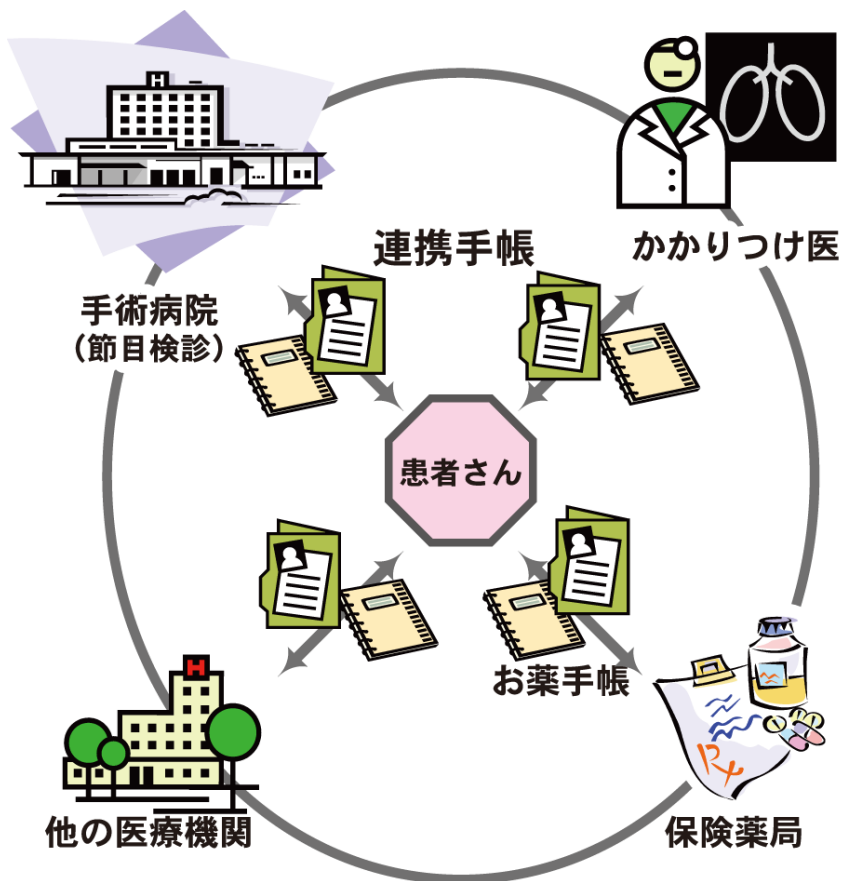 H
連携手帳
かかりつけ医
手術病院
（節目検診）
患者さん
お薬手帳
H
他の医療機関
Rx
保険薬局